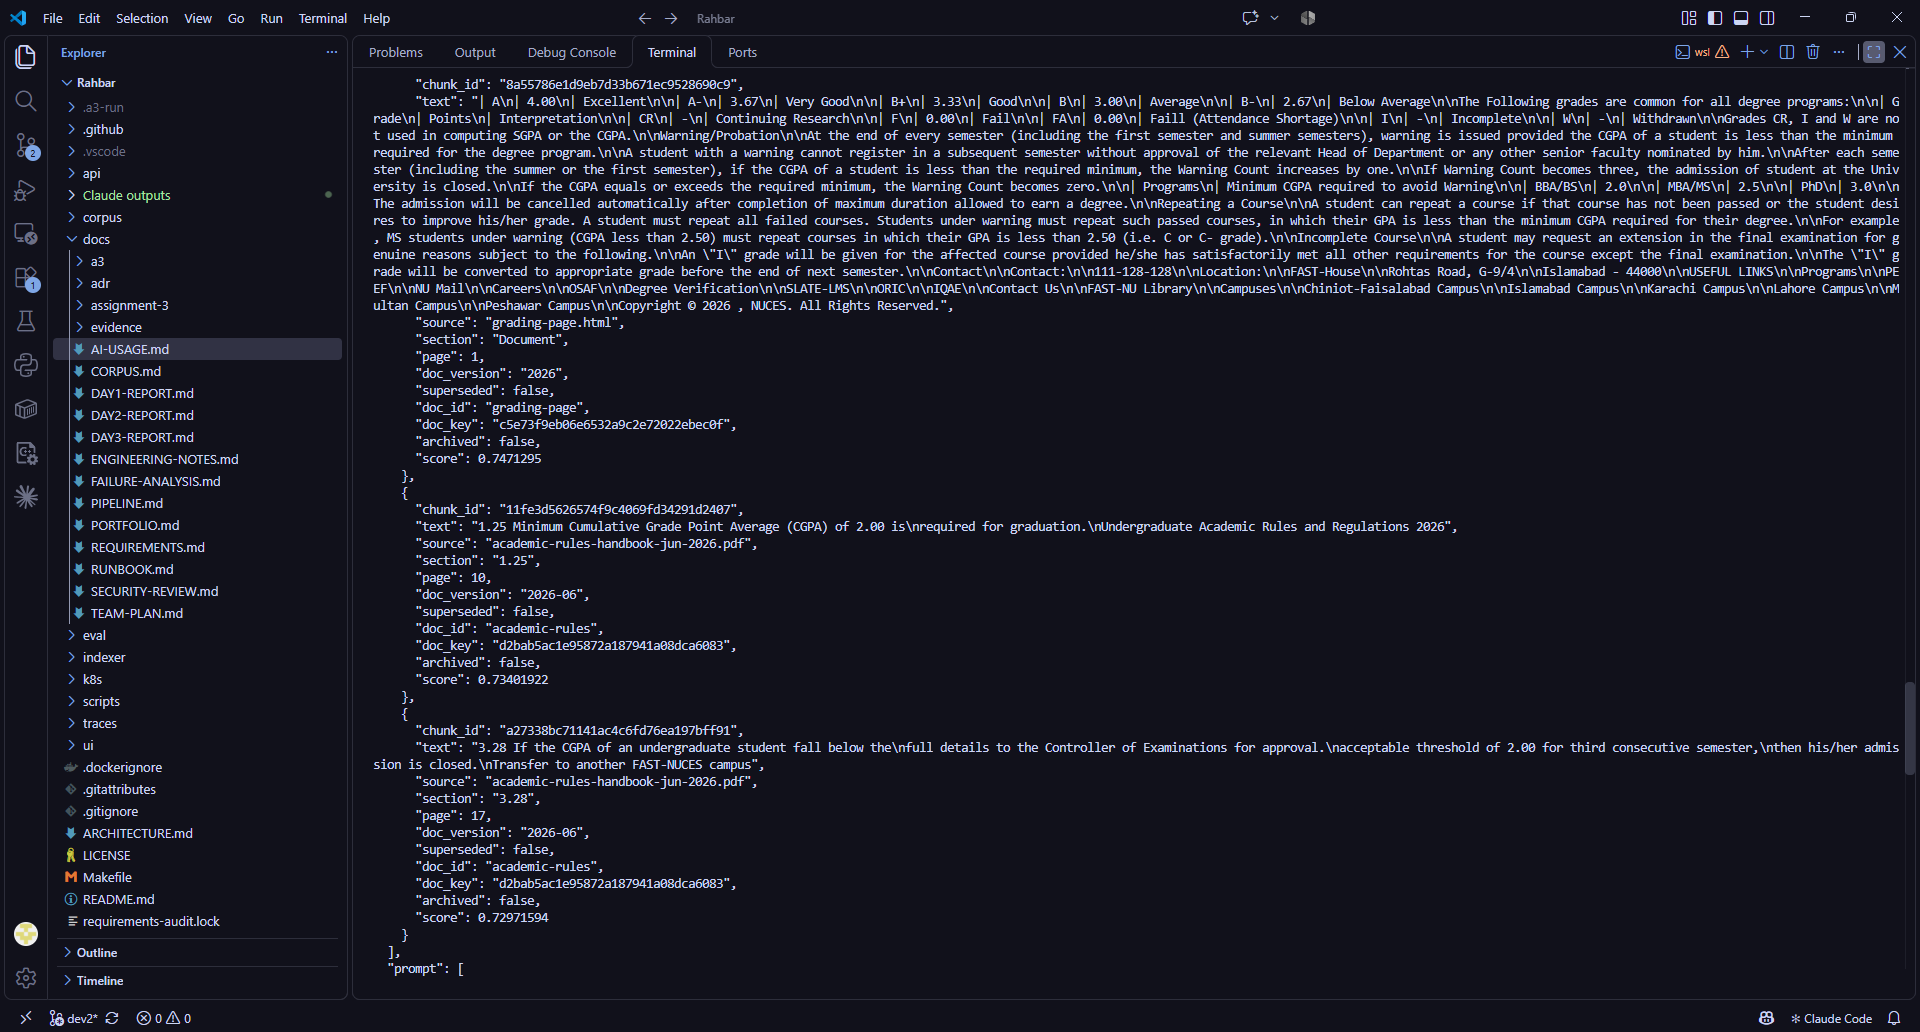 File Edit Selection View Go Run Terminal Help
Rahbar
Explorer
Problems Output Debug Console Terminal Ports
wsl
Rahbar
.a3-run
.github
.vscode
api
Claude outputs
corpus
docs
a3
adr
assignment-3
evidence
AI-USAGE.md
CORPUS.md
DAY1-REPORT.md
DAY2-REPORT.md
DAY3-REPORT.md
ENGINEERING-NOTES.md
FAILURE-ANALYSIS.md
PIPELINE.md
PORTFOLIO.md
REQUIREMENTS.md
RUNBOOK.md
SECURITY-REVIEW.md
TEAM-PLAN.md
eval
indexer
k8s
scripts
traces
ui
.dockerignore
.gitattributes
.gitignore
ARCHITECTURE.md
LICENSE
Makefile
README.md
requirements-audit.lock
Outline
Timeline
2
1
"chunk_id": "8a55786e1d9eb7d33b671ec9528690c9",
"text": "| A\n| 4.00\n| Excellent\n\n| A-\n| 3.67\n| Very Good\n\n| B+\n| 3.33\n| Good\n\n| B\n| 3.00\n| Average\n\n| B-\n| 2.67\n| Below Average\n\nThe Following grades are common for all degree programs:\n\n| G
rade\n| Points\n| Interpretation\n\n| CR\n| -\n| Continuing Research\n\n| F\n| 0.00\n| Fail\n\n| FA\n| 0.00\n| Faill (Attendance Shortage)\n\n| I\n| -\n| Incomplete\n\n| W\n| -\n| Withdrawn\n\nGrades CR, I and W are no
t used in computing SGPA or the CGPA.\n\nWarning/Probation\n\nAt the end of every semester (including the first semester and summer semesters), warning is issued provided the CGPA of a student is less than the minimum
required for the degree program.\n\nA student with a warning cannot register in a subsequent semester without approval of the relevant Head of Department or any other senior faculty nominated by him.\n\nAfter each seme
ster (including the summer or the first semester), if the CGPA of a student is less than the required minimum, the Warning Count increases by one.\n\nIf Warning Count becomes three, the admission of student at the Univ
ersity is closed.\n\nIf the CGPA equals or exceeds the required minimum, the Warning Count becomes zero.\n\n| Programs\n| Minimum CGPA required to avoid Warning\n\n| BBA/BS\n| 2.0\n\n| MBA/MS\n| 2.5\n\n| PhD\n| 3.0\n\n
The admission will be cancelled automatically after completion of maximum duration allowed to earn a degree.\n\nRepeating a Course\n\nA student can repeat a course if that course has not been passed or the student desi
res to improve his/her grade. A student must repeat all failed courses. Students under warning must repeat such passed courses, in which their GPA is less than the minimum CGPA required for their degree.\n\nFor example
, MS students under warning (CGPA less than 2.50) must repeat courses in which their GPA is less than 2.50 (i.e. C or C- grade).\n\nIncomplete Course\n\nA student may request an extension in the final examination for g
enuine reasons subject to the following.\n\nAn \"I\" grade will be given for the affected course provided he/she has satisfactorily met all other requirements for the course except the final examination.\n\nThe \"I\" g
rade will be converted to appropriate grade before the end of next semester.\n\nContact\n\nContact:\n\n111-128-128\n\nLocation:\n\nFAST-House\n\nRohtas Road, G-9/4\n\nIslamabad - 44000\n\nUSEFUL LINKS\n\nPrograms\n\nPE
EF\n\nNU Mail\n\nCareers\n\nOSAF\n\nDegree Verification\n\nSLATE-LMS\n\nORIC\n\nIQAE\n\nContact Us\n\nFAST-NU Library\n\nCampuses\n\nChiniot-Faisalabad Campus\n\nIslamabad Campus\n\nKarachi Campus\n\nLahore Campus\n\nM
ultan Campus\n\nPeshawar Campus\n\nCopyright © 2026 , NUCES. All Rights Reserved.",
"source": "grading-page.html",
"section": "Document",
"page": 1,
"doc_version": "2026",
"superseded": false,
"doc_id": "grading-page",
"doc_key": "c5e73f9eb06e6532a9c2e72022ebec0f",
"archived": false,
"score": 0.7471295
},
{
"chunk_id": "11fe3d5626574f9c4069fd34291d2407",
"text": "1.25 Minimum Cumulative Grade Point Average (CGPA) of 2.00 is\nrequired for graduation.\nUndergraduate Academic Rules and Regulations 2026",
"source": "academic-rules-handbook-jun-2026.pdf",
"section": "1.25",
"page": 10,
"doc_version": "2026-06",
"superseded": false,
"doc_id": "academic-rules",
"doc_key": "d2bab5ac1e95872a187941a08dca6083",
"archived": false,
"score": 0.73401922
},
{
"chunk_id": "a27338bc71141ac4c6fd76ea197bff91",
"text": "3.28 If the CGPA of an undergraduate student fall below the\nfull details to the Controller of Examinations for approval.\nacceptable threshold of 2.00 for third consecutive semester,\nthen his/her admis
sion is closed.\nTransfer to another FAST-NUCES campus",
"source": "academic-rules-handbook-jun-2026.pdf",
"section": "3.28",
"page": 17,
"doc_version": "2026-06",
"superseded": false,
"doc_id": "academic-rules",
"doc_key": "d2bab5ac1e95872a187941a08dca6083",
"archived": false,
"score": 0.72971594
}
],
"prompt": [
dev2* 0 0
Claude Code